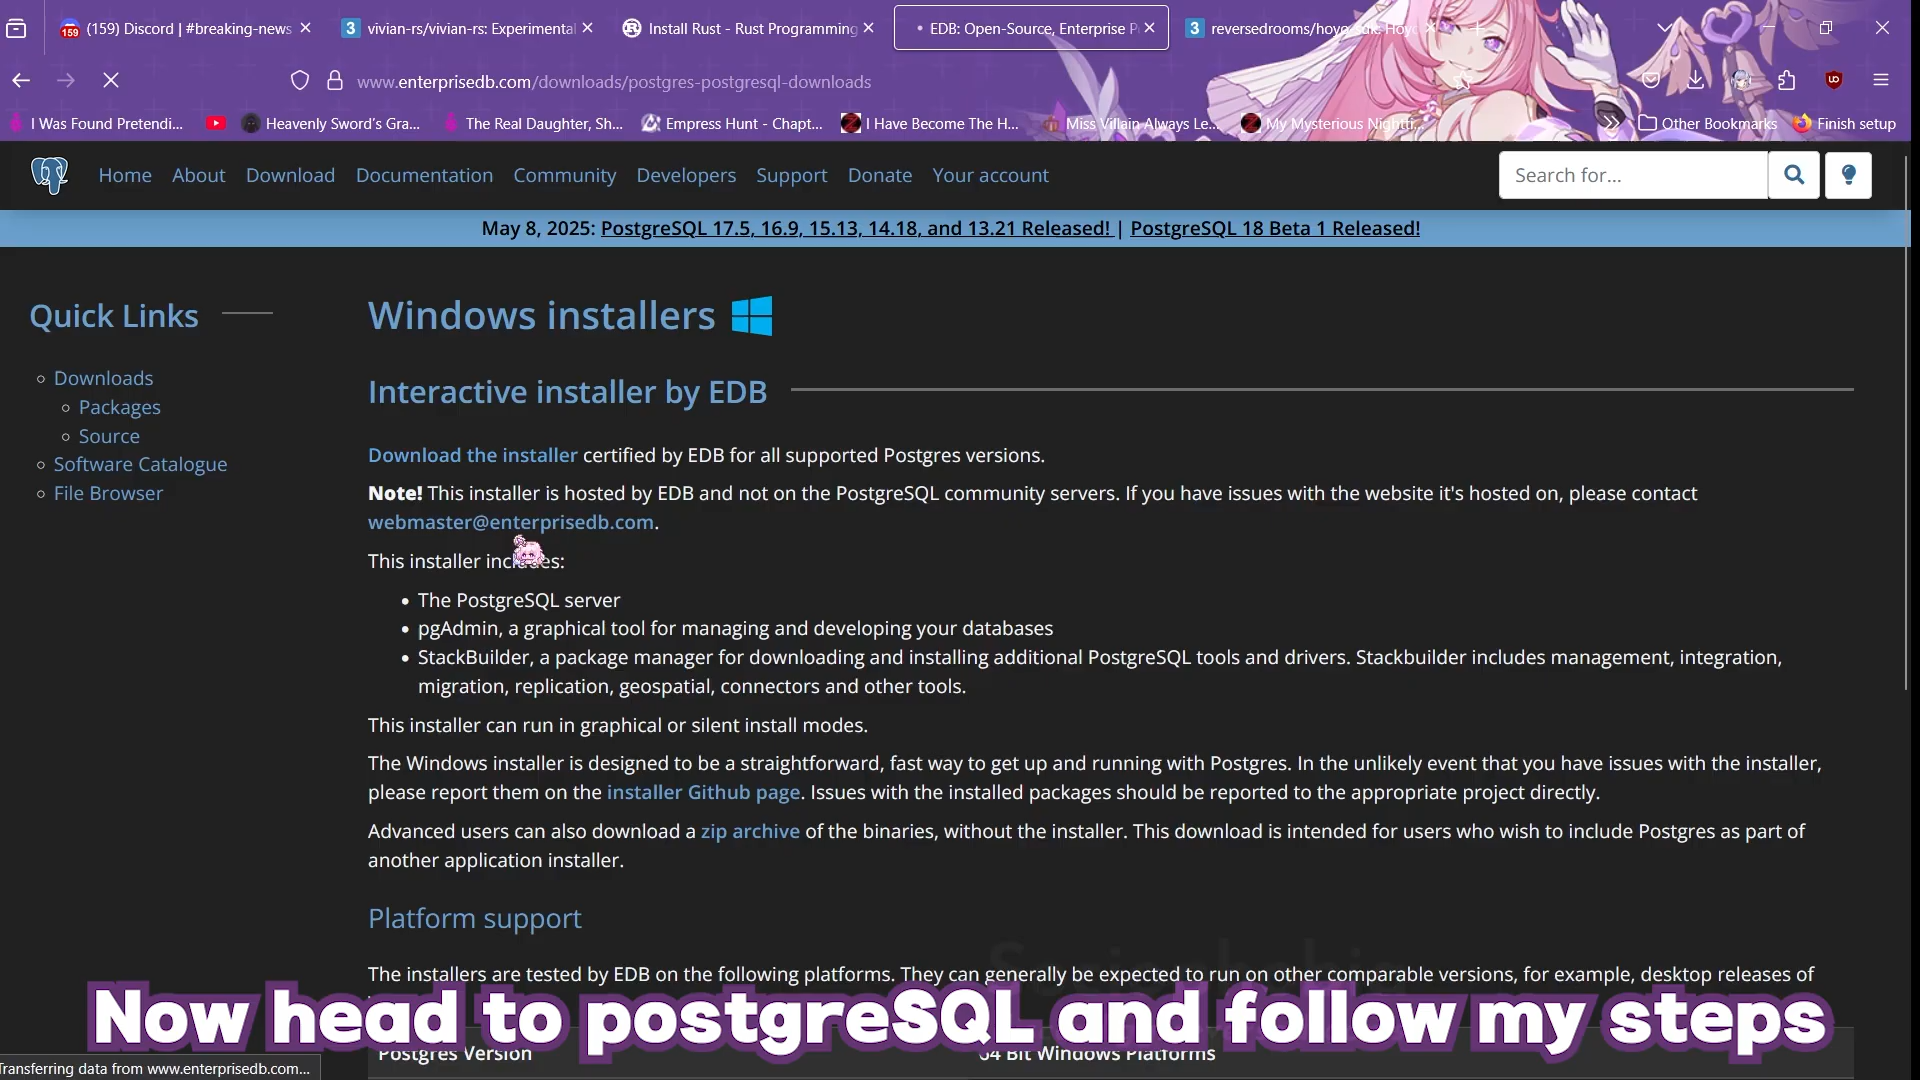 159 (159) Discord | #breaking-news
3 vivian-rs/vivian-rs: Experimental
Install Rust - Rust Programming
EDB: Open-Source, Enterprise P
3 reversedrooms/hoyo-sdk: Hoyo
www.enterprisedb.com/downloads/postgres-postgresql-downloads
I Was Found Pretendi...
Heavenly Sword's Gra...
The Real Daughter, Sh...
Empress Hunt - Chapt...
I Have Become The H...
Miss Villain Always Le...
My Mysterious Nightm...
Other Bookmarks
Finish setup
Home About Download Documentation Community Developers Support Donate Your account
Search for...
May 8, 2025: PostgreSQL 17.5, 16.9, 15.13, 14.18, and 13.21 Released! | PostgreSQL 18 Beta 1 Released!
Quick Links
Downloads
Packages
Source
Software Catalogue
File Browser
Windows installers
Interactive installer by EDB
Download the installer certified by EDB for all supported Postgres versions.
Note! This installer is hosted by EDB and not on the PostgreSQL community servers. If you have issues with the website it's hosted on, please contact
webmaster@enterprisedb.com.
This installer includes:
The PostgreSQL server
pgAdmin, a graphical tool for managing and developing your databases
StackBuilder, a package manager for downloading and installing additional PostgreSQL tools and drivers. Stackbuilder includes management, integration,
migration, replication, geospatial, connectors and other tools.
This installer can run in graphical or silent install modes.
The Windows installer is designed to be a straightforward, fast way to get up and running with Postgres. In the unlikely event that you have issues with the installer,
please report them on the installer Github page. Issues with the installed packages should be reported to the appropriate project directly.
Advanced users can also download a zip archive of the binaries, without the installer. This download is intended for users who wish to include Postgres as part of
another application installer.
Platform support
The installers are tested by EDB on the following platforms. They can generally be expected to run on other comparable versions, for example, desktop releases of
Now head to postgreSQL and follow my steps
Postgres Version 64 Bit Windows Platforms
Transferring data from www.enterprisedb.com...